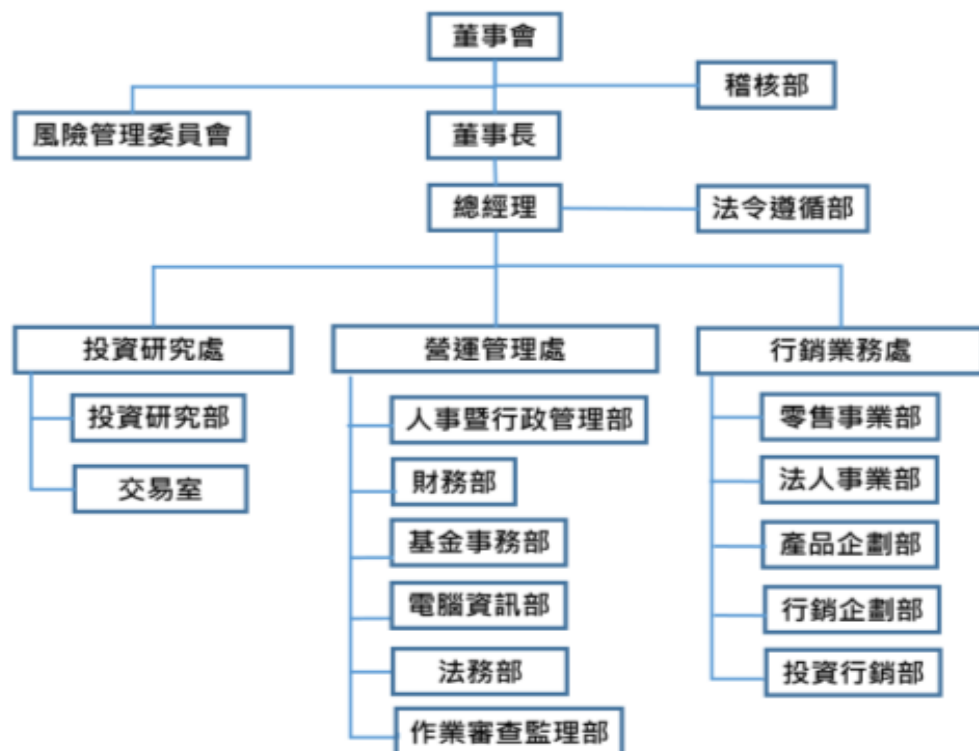 董事會
稽核部
風險管理委員會
董事長
總經理
法令遵循部
投資研究處
營運管理處
行銷業務處
投資研究部
交易室
人事暨行政管理部
財務部
基金事務部
電腦資訊部
法務部
作業審查監理部
零售事業部
法人事業部
產品企劃部
行銷企劃部
投資行銷部